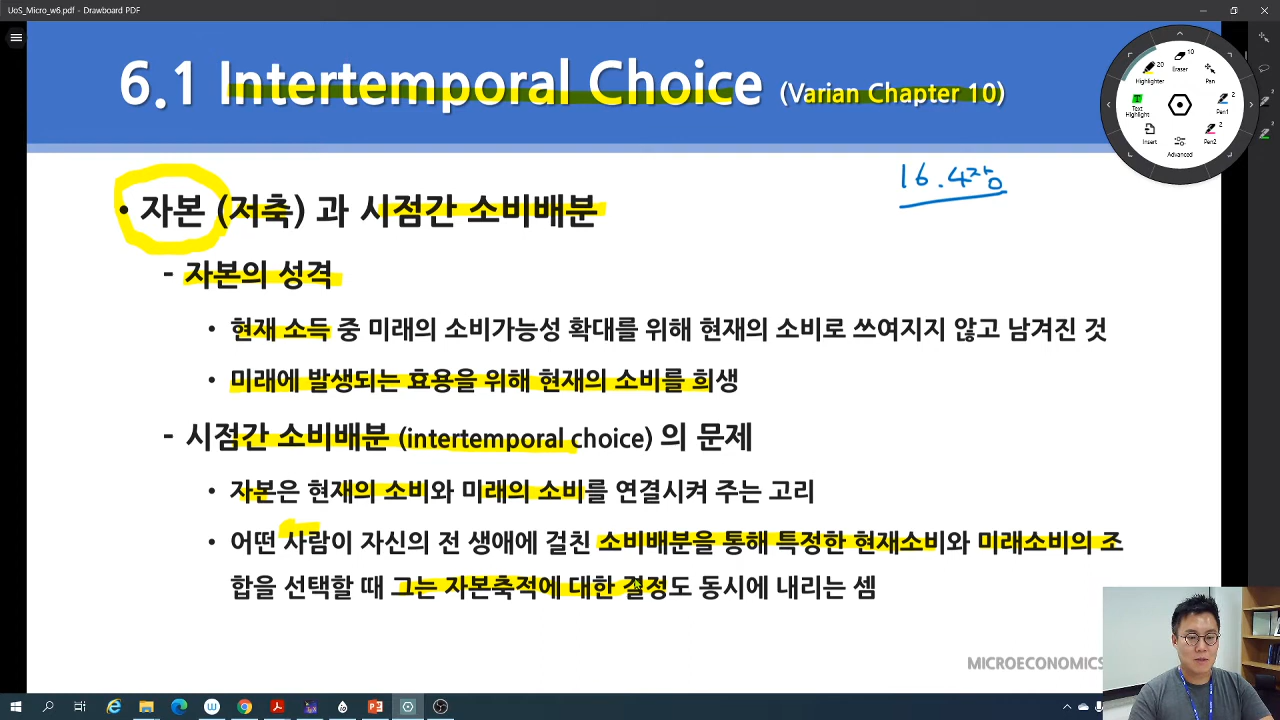 UoS_Micro_w6.pdf - Drawboard PDF
6.1 Intertemporal Choice (Varian Chapter 10)
16.4장
• 자본 (저축) 과 시점간 소비배분
- 자본의 성격
• 현재 소득 중 미래의 소비가능성 확대를 위해 현재의 소비로 쓰여지지 않고 남겨진 것
• 미래에 발생되는 효용을 위해 현재의 소비를 희생
- 시점간 소비배분 (intertemporal choice) 의 문제
• 자본은 현재의 소비와 미래의 소비를 연결시켜 주는 고리
• 어떤 사람이 자신의 전 생애에 걸친 소비배분을 통해 특정한 현재소비와 미래소비의 조
합을 선택할 때 그는 자본축적에 대한 결정도 동시에 내리는 셈
MICROECONOMICS
20
Highlighter
10
Eraser
Pen
Text
Highlight
2
Pen1
Insert
2
Pen2
Advanced